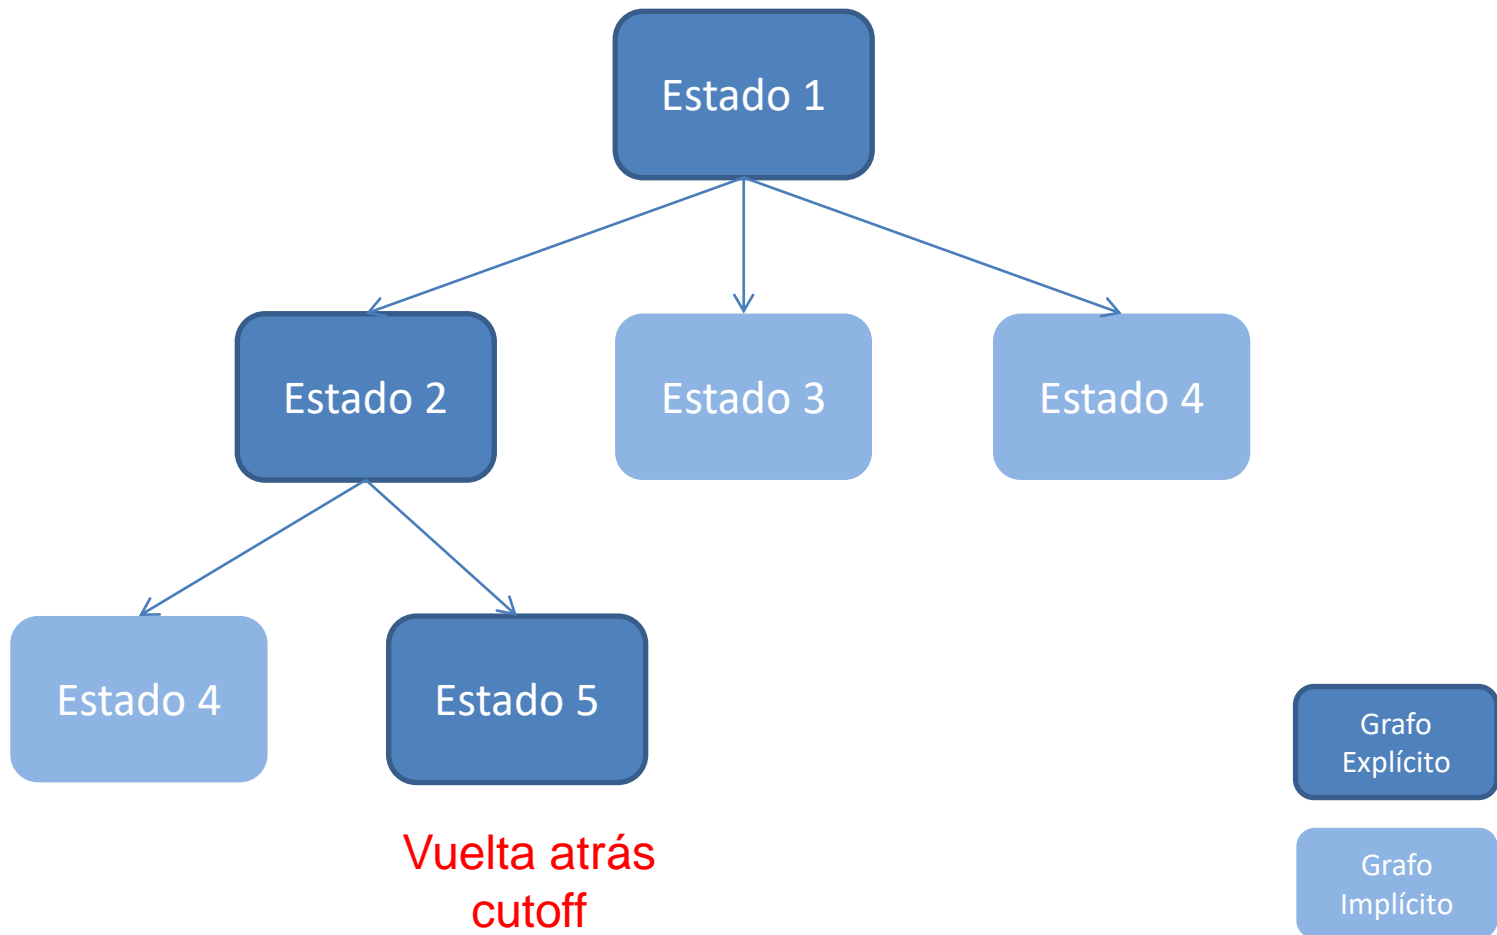 Estado 1
Estado 2
Estado 3
Estado 4
Estado 4
Estado 5
Vuelta atrás
cutoff
Grafo
Explícito
Grafo
Implícito